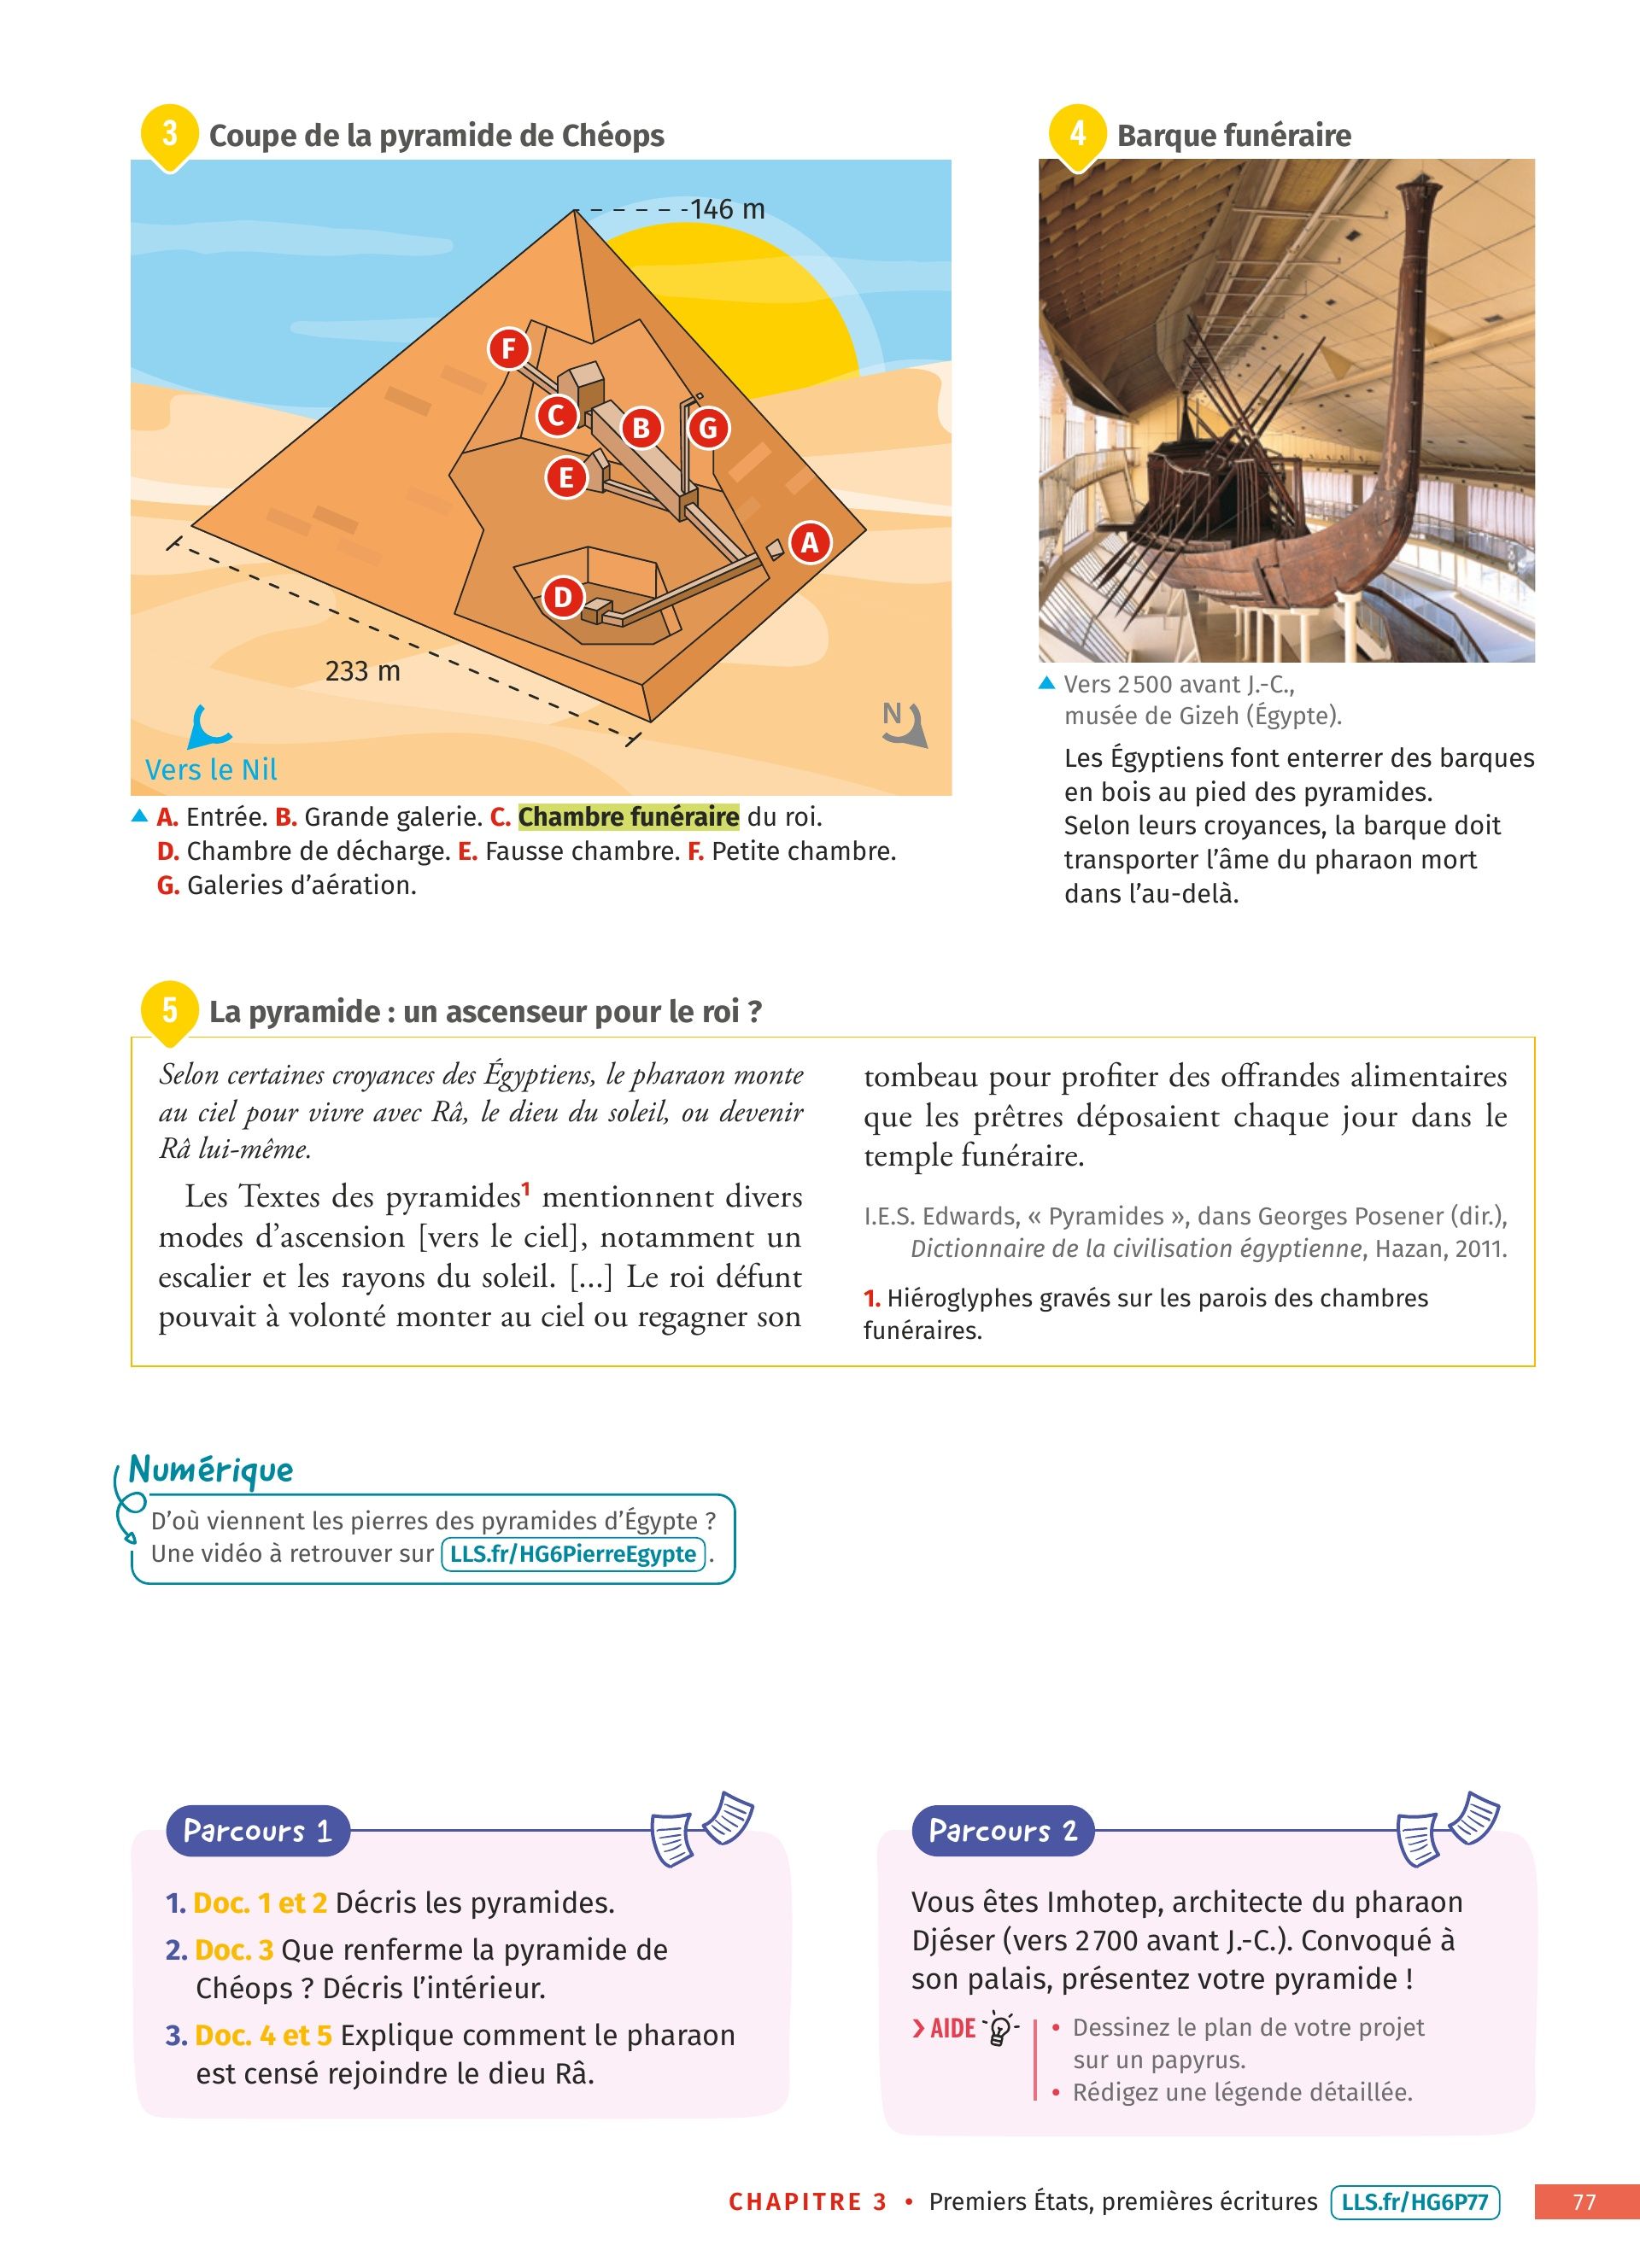 3 Coupe de la pyramide de Chéops
146 m
F
C
B
G
E
A
D
233 m
N
Vers le Nil
A. Entrée. B. Grande galerie. C. Chambre funéraire du roi.
D. Chambre de décharge. E. Fausse chambre. F. Petite chambre.
G. Galeries d’aération.
4 Barque funéraire
Vers 2500 avant J.-C.,
musée de Gizeh (Égypte).
Les Égyptiens font enterrer des barques
en bois au pied des pyramides.
Selon leurs croyances, la barque doit
transporter l’âme du pharaon mort
dans l’au-delà.
5 La pyramide : un ascenseur pour le roi ?
Selon certaines croyances des Égyptiens, le pharaon monte
au ciel pour vivre avec Râ, le dieu du soleil, ou devenir
Râ lui-même.
Les Textes des pyramides1 mentionnent divers
modes d’ascension [vers le ciel], notamment un
escalier et les rayons du soleil. [...] Le roi défunt
pouvait à volonté monter au ciel ou regagner son
tombeau pour profiter des offrandes alimentaires
que les prêtres déposaient chaque jour dans le
temple funéraire.
I.E.S. Edwards, « Pyramides », dans Georges Posener (dir.),
Dictionnaire de la civilisation égyptienne, Hazan, 2011.
1. Hiéroglyphes gravés sur les parois des chambres
funéraires.
Numérique
D’où viennent les pierres des pyramides d’Égypte ?
Une vidéo à retrouver sur LLS.fr/HG6PierreEgypte .
Parcours 1
1. Doc. 1 et 2 Décris les pyramides.
2. Doc. 3 Que renferme la pyramide de
Chéops ? Décris l’intérieur.
3. Doc. 4 et 5 Explique comment le pharaon
est censé rejoindre le dieu Râ.
Parcours 2
Vous êtes Imhotep, architecte du pharaon
Djéser (vers 2700 avant J.-C.). Convoqué à
son palais, présentez votre pyramide !
› AIDE
• Dessinez le plan de votre projet
sur un papyrus.
• Rédigez une légende détaillée.
CHAPITRE 3 • Premiers États, premières écritures LLS.fr/HG6P77 77